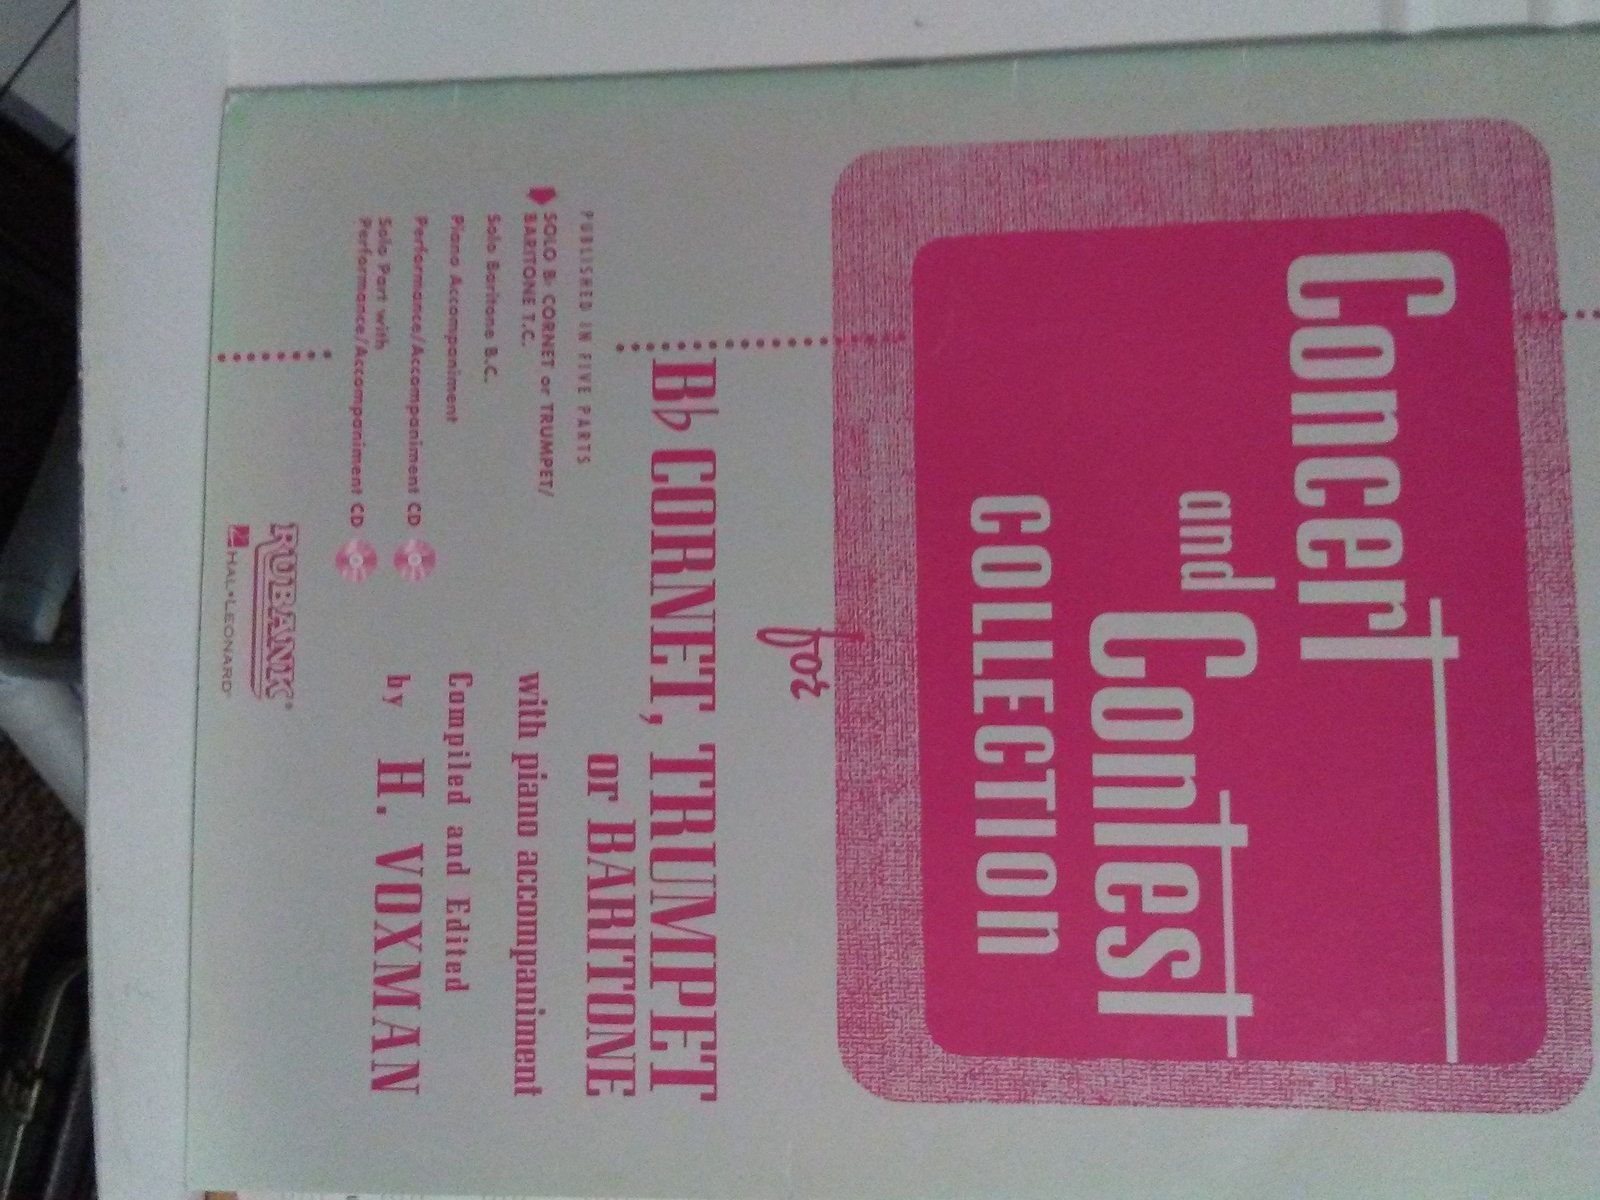 Concert
and Contest
COLLECTION
for
B♭ CORNET, TRUMPET
or BARITONE
with piano accompaniment
Compiled and Edited
by H. VOXMAN
PUBLISHED IN FIVE PARTS
SOLO B♭ CORNET or TRUMPET/
BARITONE T.C.
Solo Baritone B.C.
Piano Accompaniment
Performance/Accompaniment CD
Solo Part with
Performance/Accompaniment CD
RUBANK®
HAL•LEONARD®